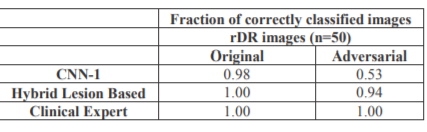 Fraction of correctly classified images
rDR images (n=50)
Original Adversarial
CNN-1 0.98 0.53
Hybrid Lesion Based 1.00 0.94
Clinical Expert 1.00 1.00